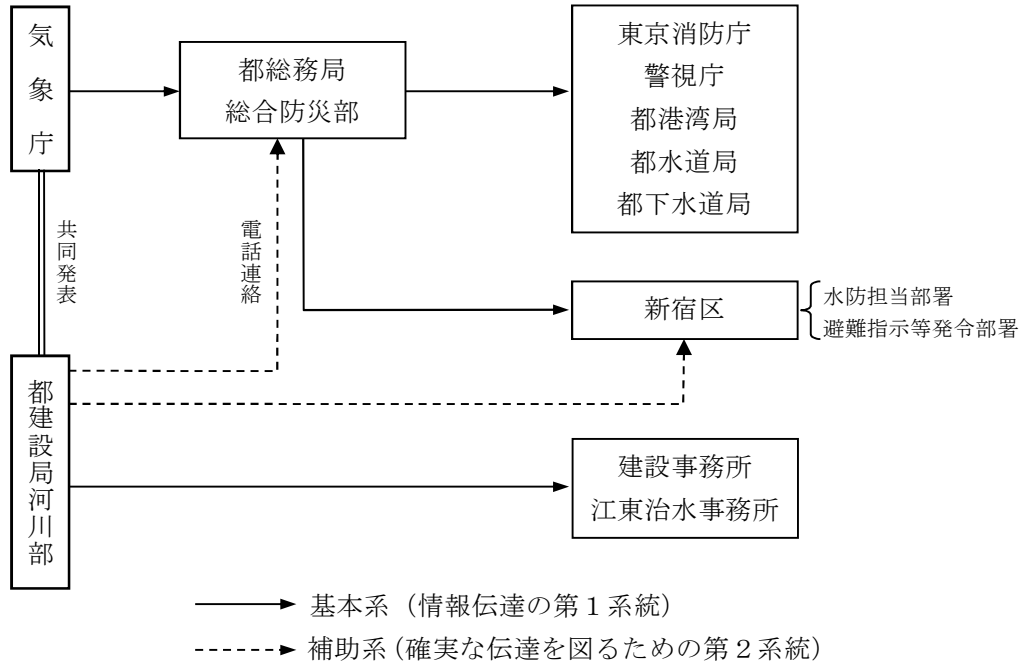 気象庁
都総務局
総合防災部
東京消防庁
警視庁
都港湾局
都水道局
都下水道局
共同発表
電話連絡
新宿区
水防担当部署
避難指示等発令部署
都建設局河川部
建設事務所
江東治水事務所
基本系（情報伝達の第１系統）
補助系（確実な伝達を図るための第２系統）